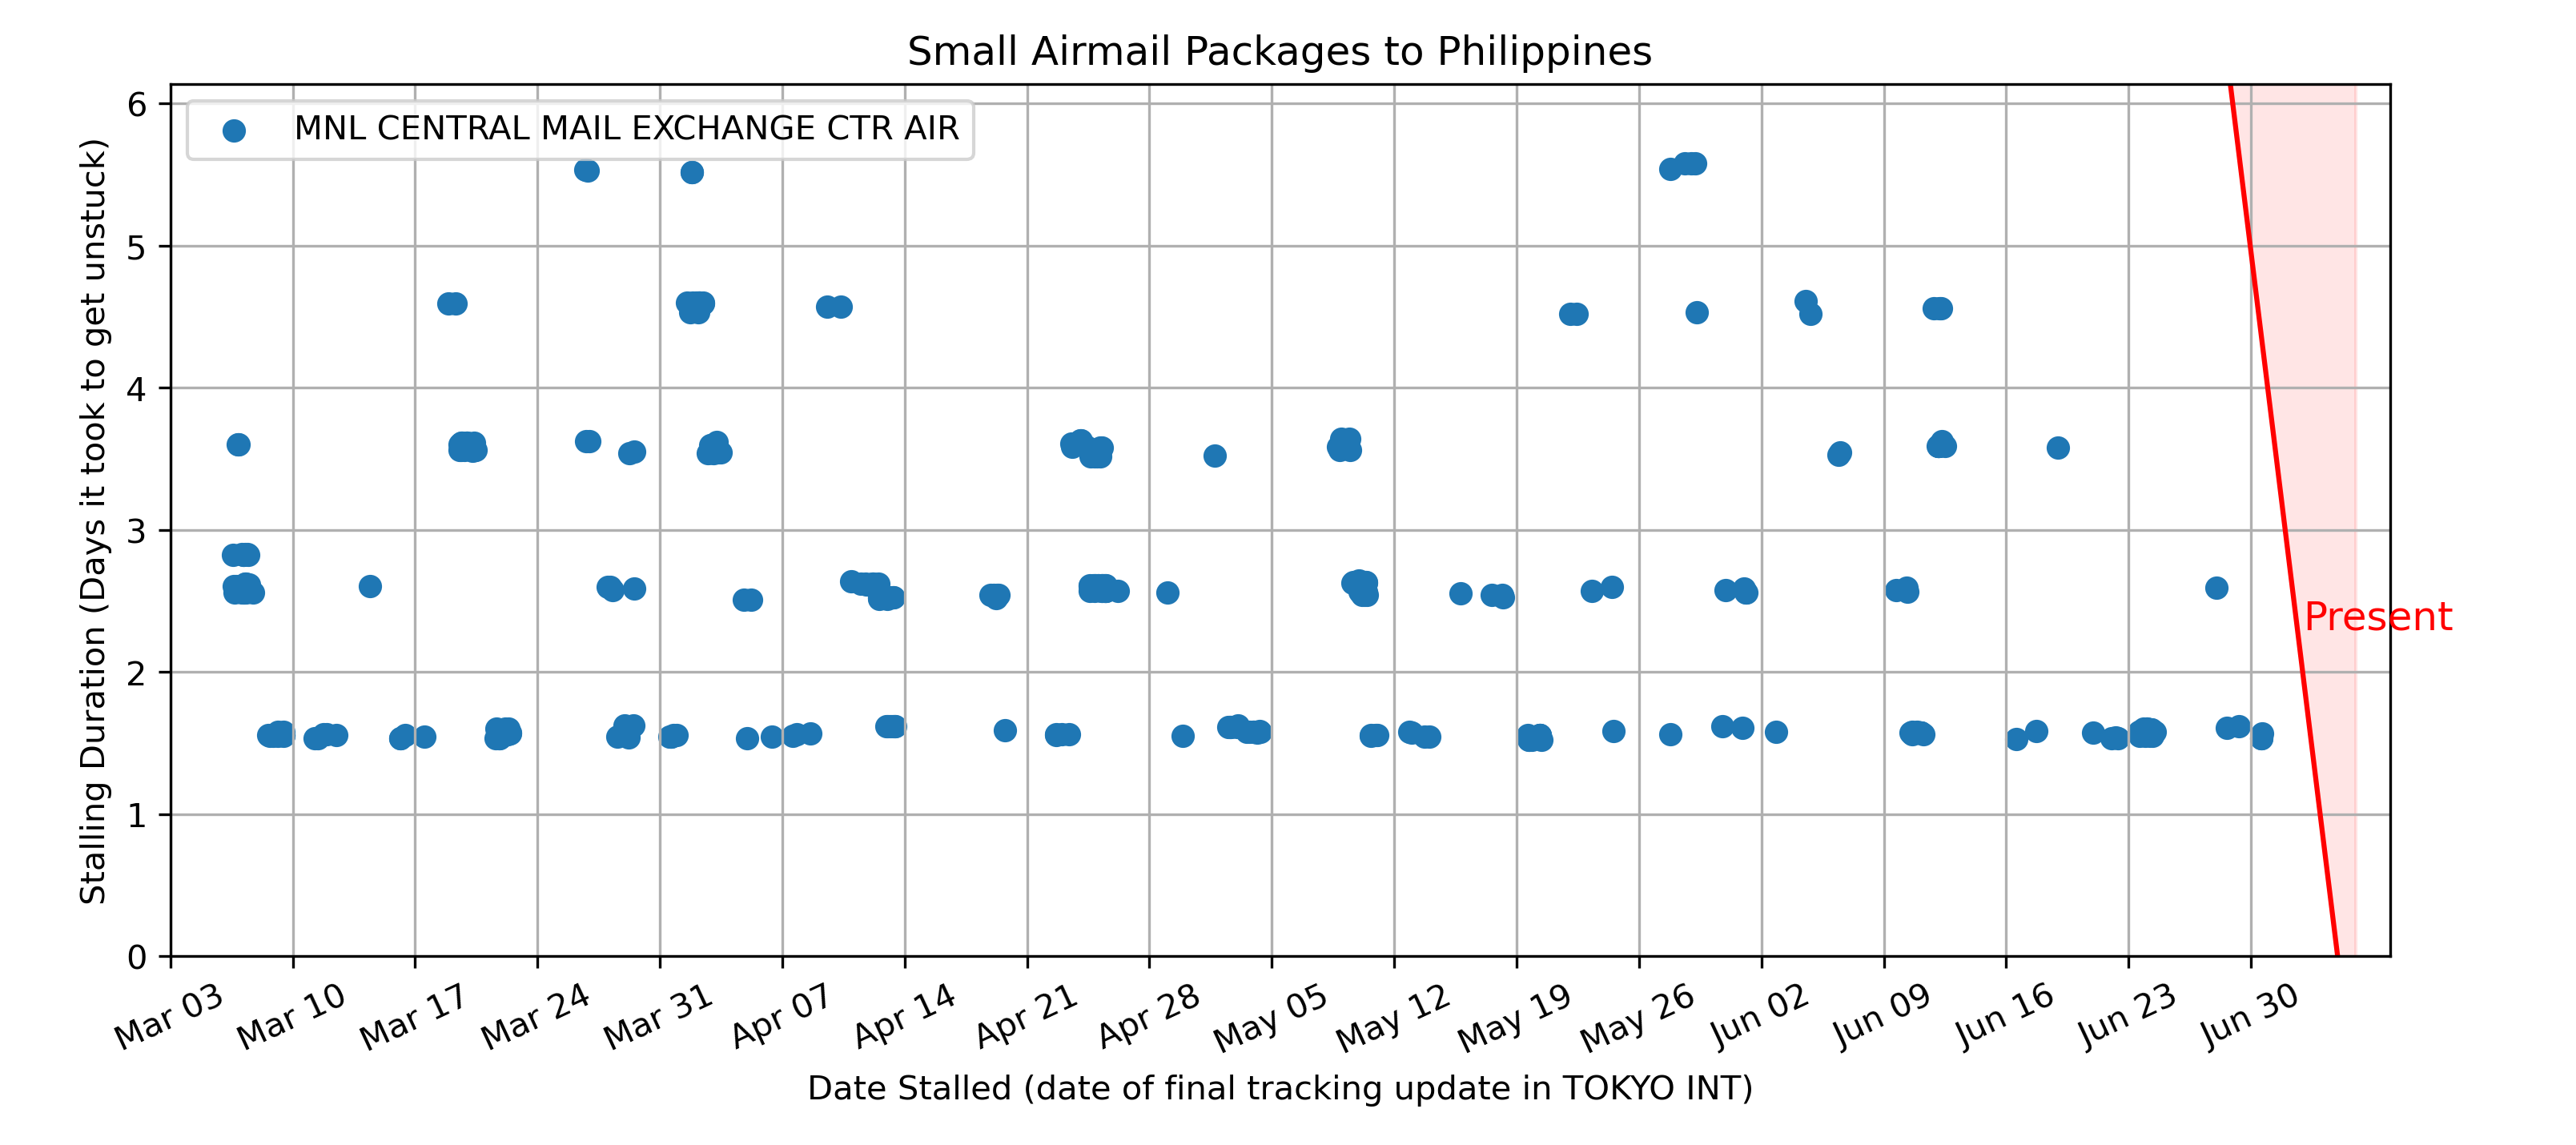 Small Airmail Packages to Philippines
MNL CENTRAL MAIL EXCHANGE CTR AIR
Stalling Duration (Days it took to get unstuck)
6
5
4
3
2
1
0
Present
Mar 03
Mar 10
Mar 17
Mar 24
Mar 31
Apr 07
Apr 14
Apr 21
Apr 28
May 05
May 12
May 19
May 26
Jun 02
Jun 09
Jun 16
Jun 23
Jun 30
Date Stalled (date of final tracking update in TOKYO INT)